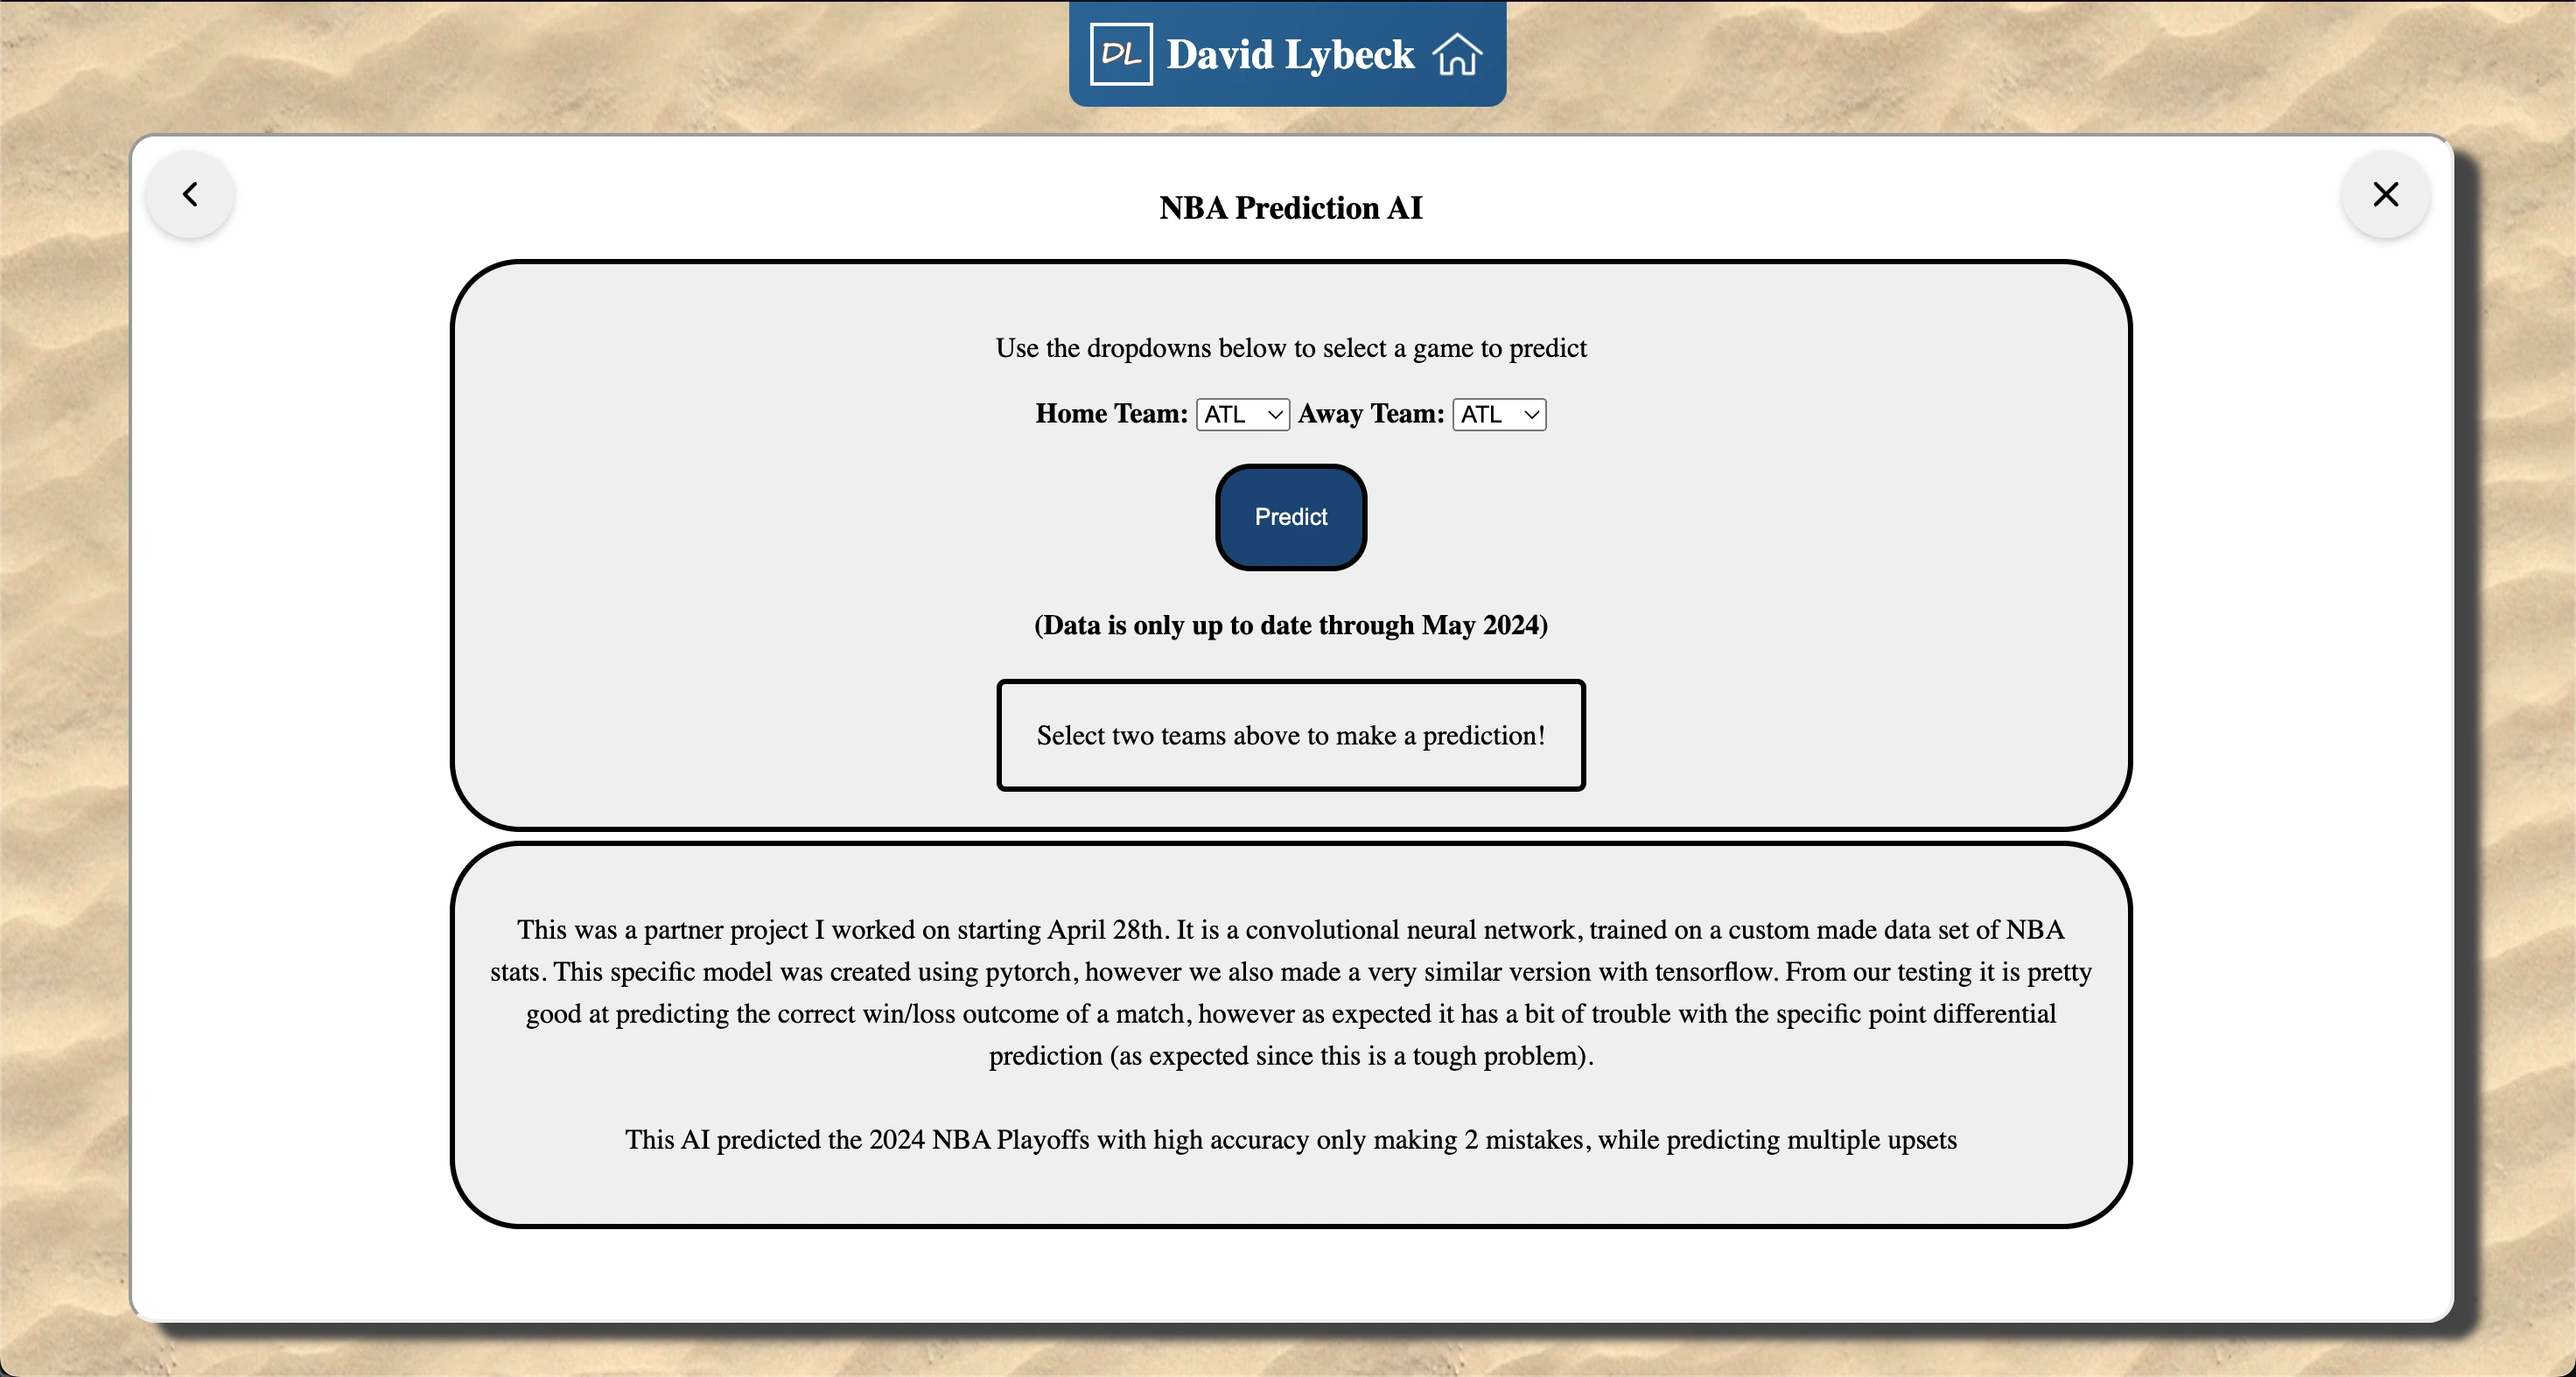 DL David Lybeck
NBA Prediction AI
Use the dropdowns below to select a game to predict
Home Team: ATL Away Team: ATL
Predict
(Data is only up to date through May 2024)
Select two teams above to make a prediction!
This was a partner project I worked on starting April 28th. It is a convolutional neural network, trained on a custom made data set of NBA
stats. This specific model was created using pytorch, however we also made a very similar version with tensorflow. From our testing it is pretty
good at predicting the correct win/loss outcome of a match, however as expected it has a bit of trouble with the specific point differential
prediction (as expected since this is a tough problem).
This AI predicted the 2024 NBA Playoffs with high accuracy only making 2 mistakes, while predicting multiple upsets